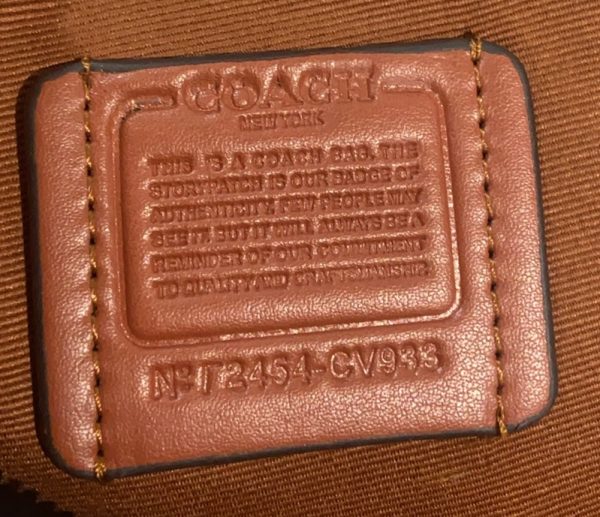 COACH
NEW YORK
THIS IS A COACH BAG. THE
STORYPATCH IS OUR BADGE OF
AUTHENTICITY. FEW PEOPLE MAY
SEE IT, BUT IT WILL ALWAYS BE A
REMINDER OF OUR COMMITMENT
TO QUALITY AND CRAFTSMANSHIP.
Nº T2454-CV933